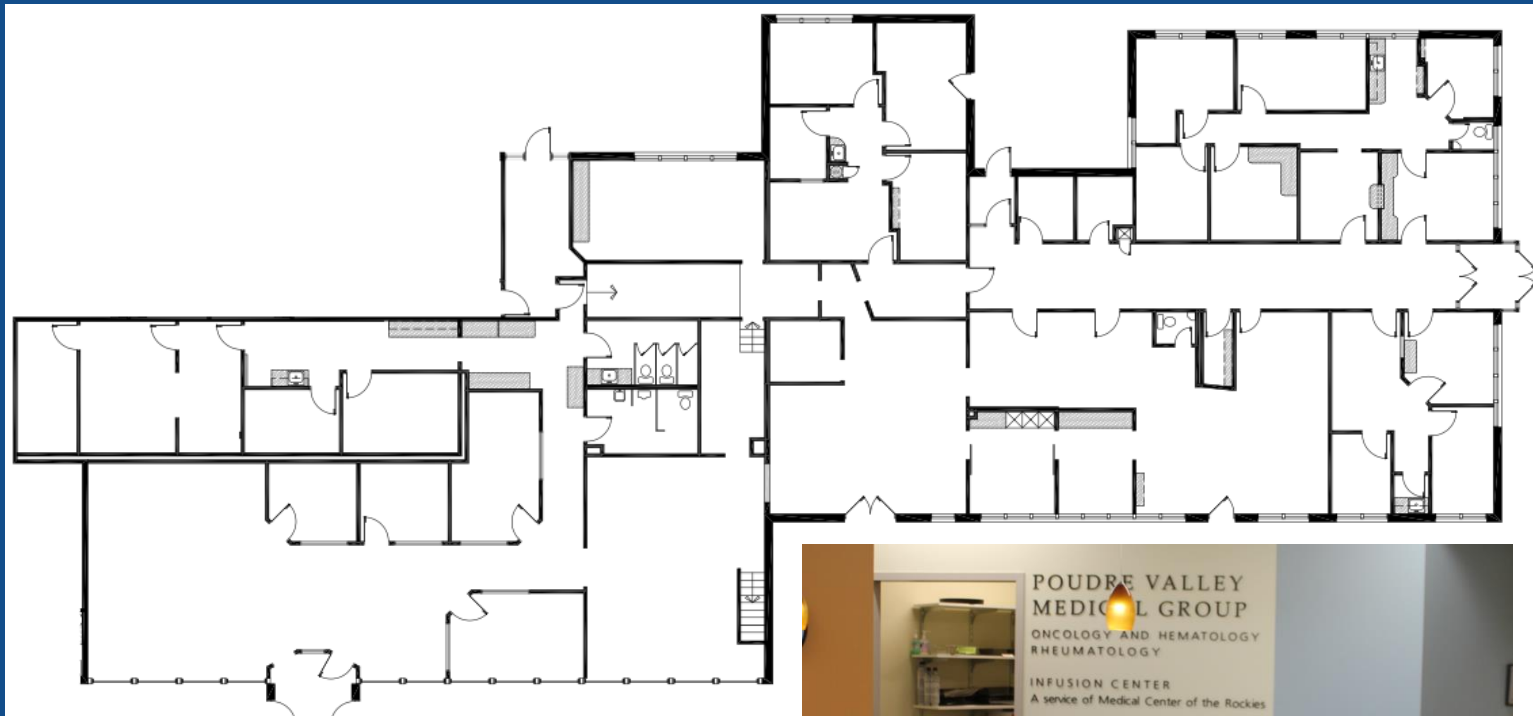 POUDRE VALLEY
MEDICAL GROUP
ONCOLOGY AND HEMATOLOGY
RHEUMATOLOGY
INFUSION CENTER
A service of Medical Center of the Rockies